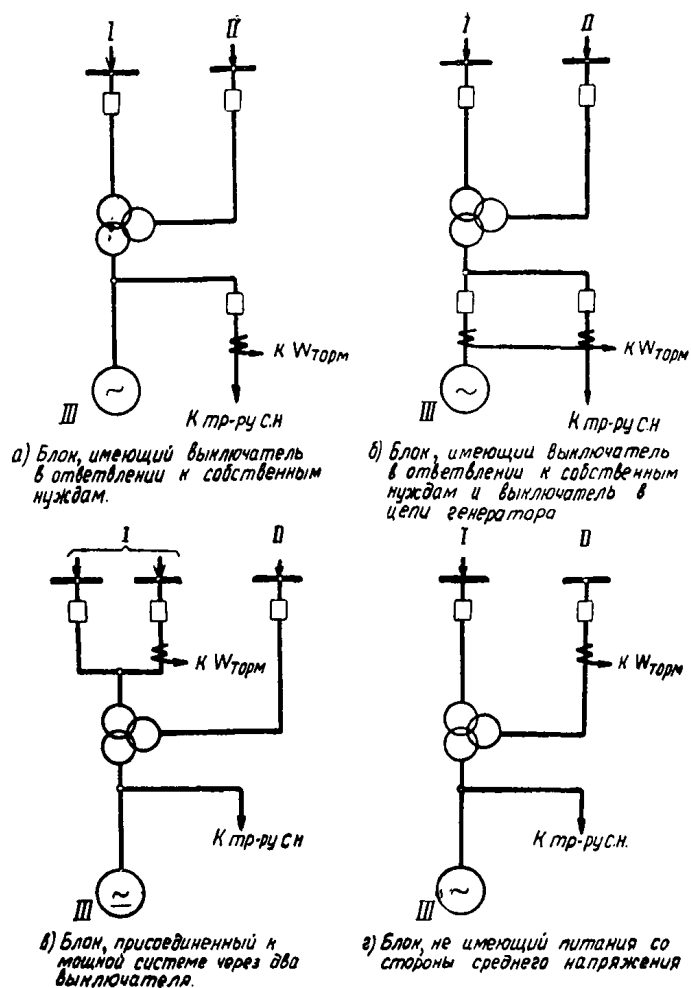 I II
К Wторм
III
К тр-ру с.н
а) Блок, имеющий выключатель
в ответвлении к собственным
нуждам.
I II
К Wторм
III
К тр-ру с.н
б) Блок, имеющий выключатель
в ответвлении к собственным
нуждам и выключатель в
цепи генератора
I II
К Wторм
К тр-ру с н
III
в) Блок, присоединенный к
мощной системе через два
выключателя.
I II
К Wторм
К тр-ру с.н.
III
г) Блок, не имеющий питания со
стороны среднего напряжения